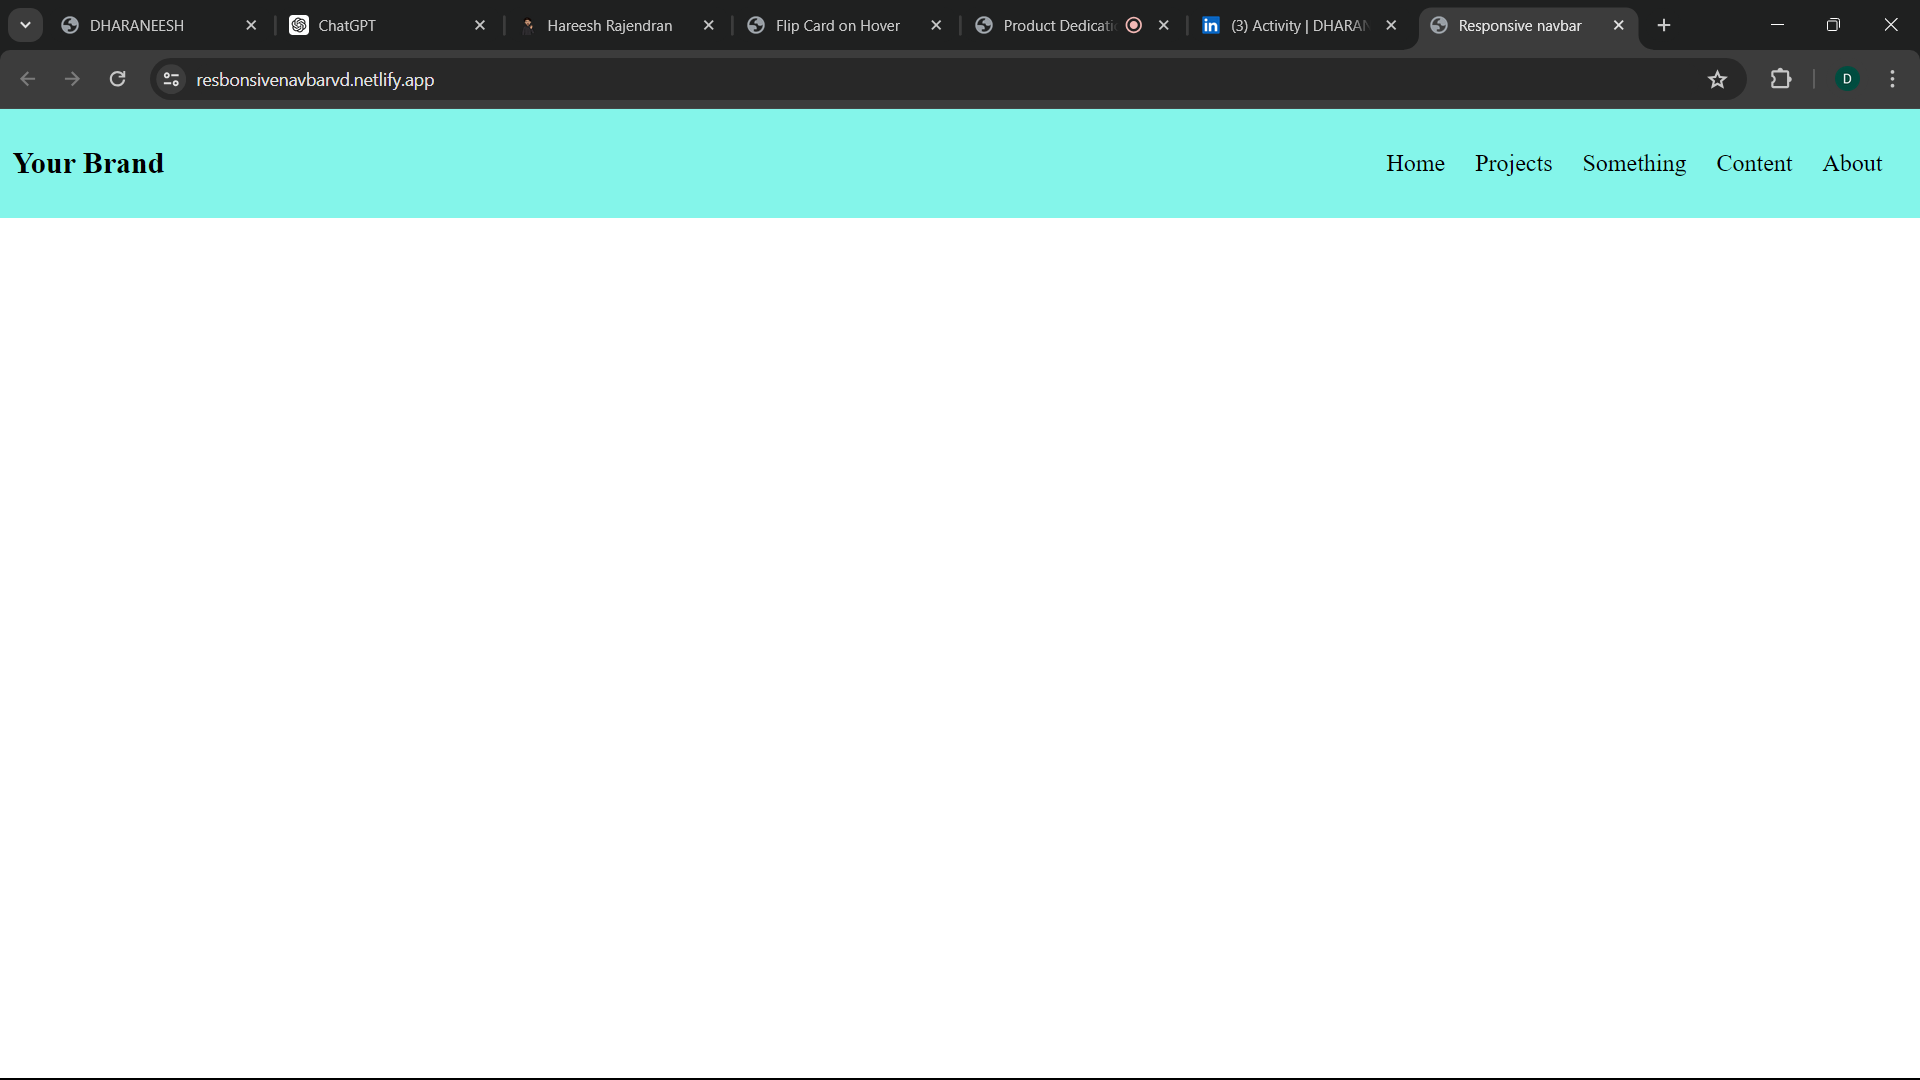 DHARANEESH
ChatGPT
Hareesh Rajendran
Flip Card on Hover
Product Dedicati
in
(3) Activity | DHARAN
Responsive navbar
resbonsivenavbarvd.netlify.app
D
Your Brand
Home Projects Something Content About